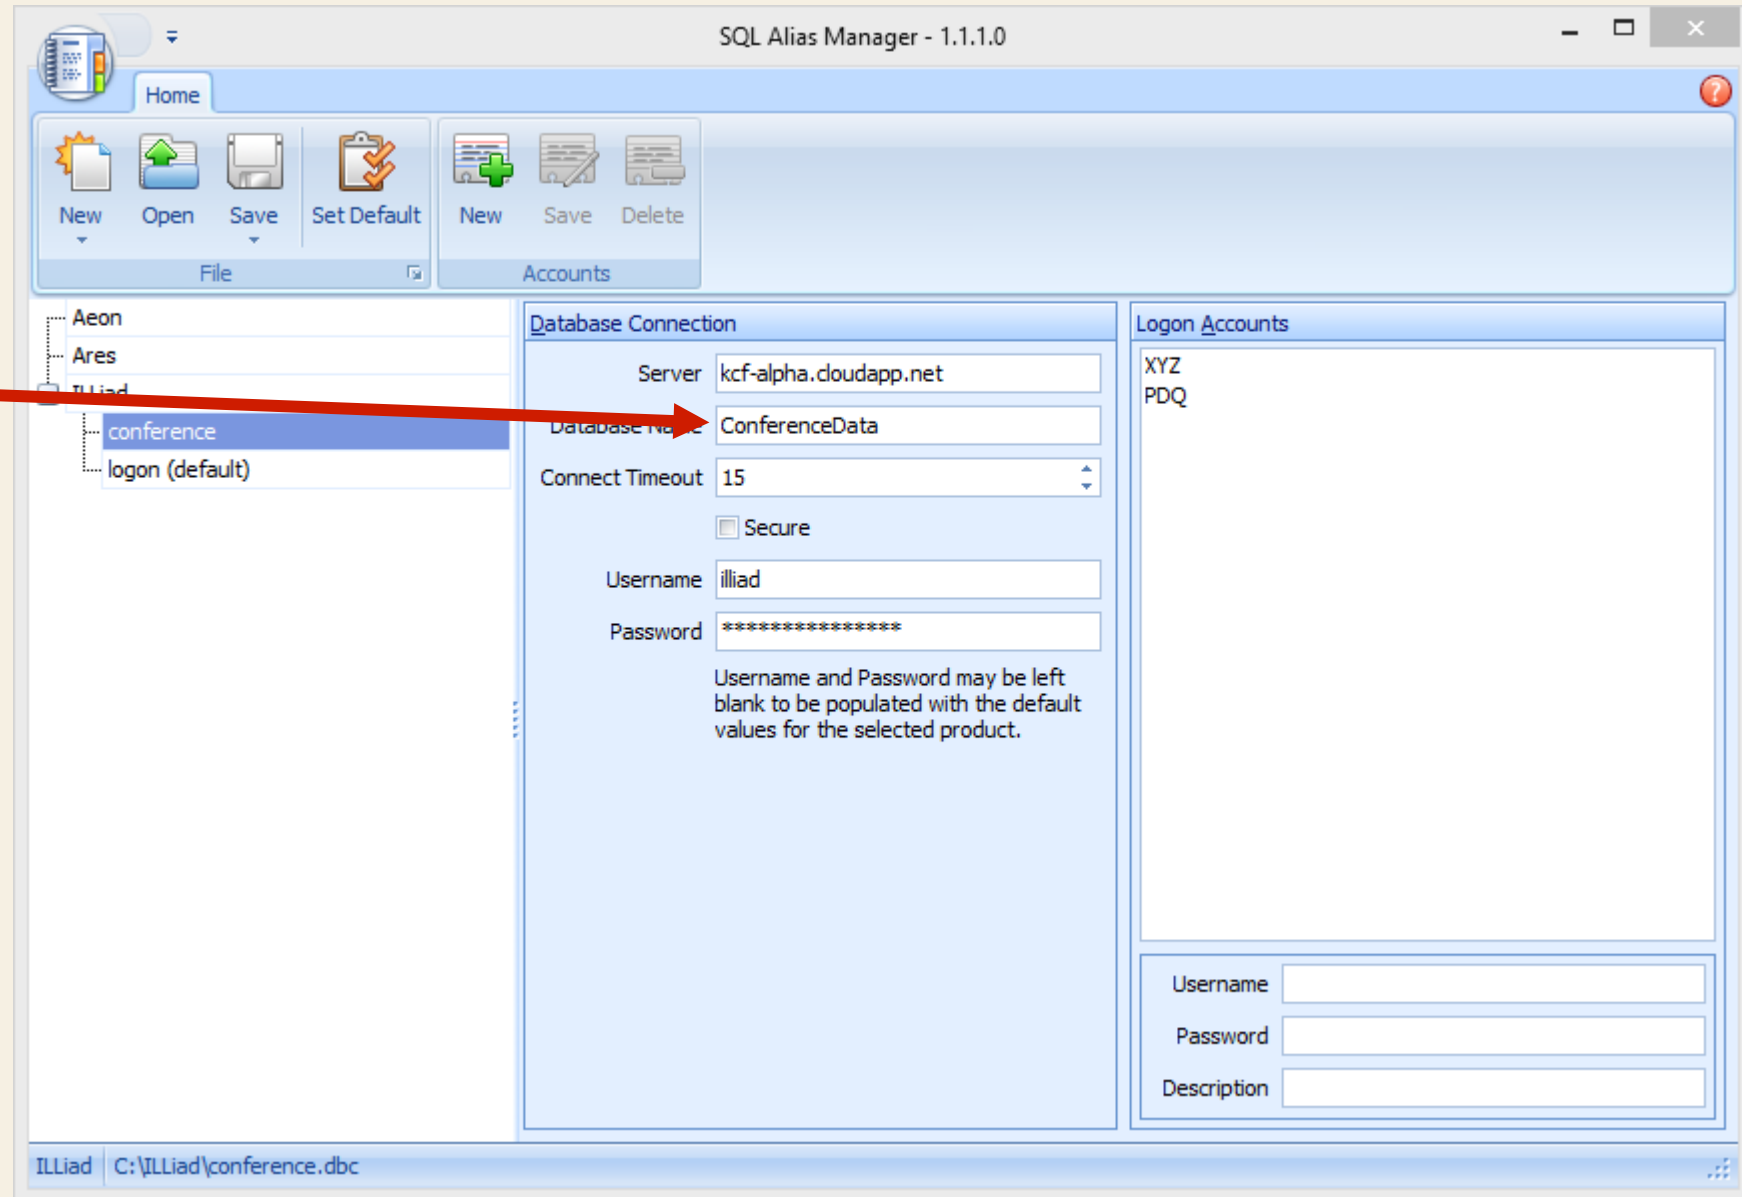 SQL Alias Manager - 1.1.1.0
Home
New
Open
Save
Set Default
New
Save
Delete
File
Accounts
Aeon
Ares
ILLiad
conference
logon (default)
Database Connection
Server
kcf-alpha.cloudapp.net
Database Name
ConferenceData
Connect Timeout
15
Secure
Username
illiad
Password
***************
Username and Password may be left
blank to be populated with the default
values for the selected product.
Logon Accounts
XYZ
PDQ
Username
Password
Description
ILLiad
C:\ILLiad\conference.dbc